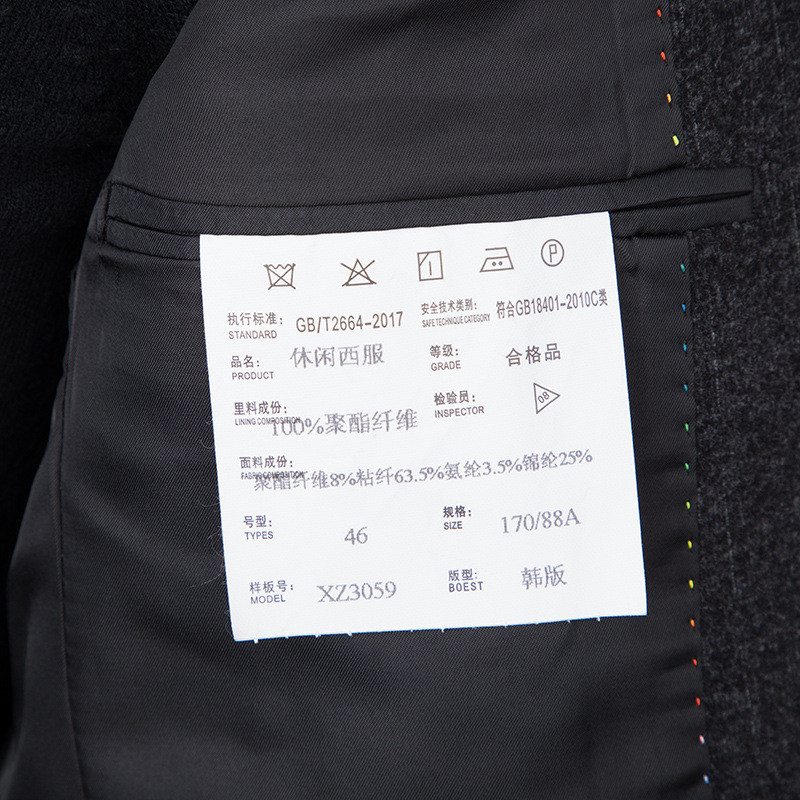 P
执行标准: GB/T2664-2017 安全技术类别: 符合GB18401-2010C类
STANDARD SAFETECHNIQUE CATEGORY
品名: 休闲西服 等级: 合格品
PRODUCT GRADE
里料成份: 100%聚酯纤维 检验员: 08
LINING COMPOSITION INSPECTOR
面料成份:
FABRIC COMPOSITION
聚酯纤维8%粘纤63.5%氨纶3.5%锦纶25%
号型: 46 规格: 170/88A
TYPES SIZE
样板号: XZ3059 版型: 韩版
MODEL BOEST